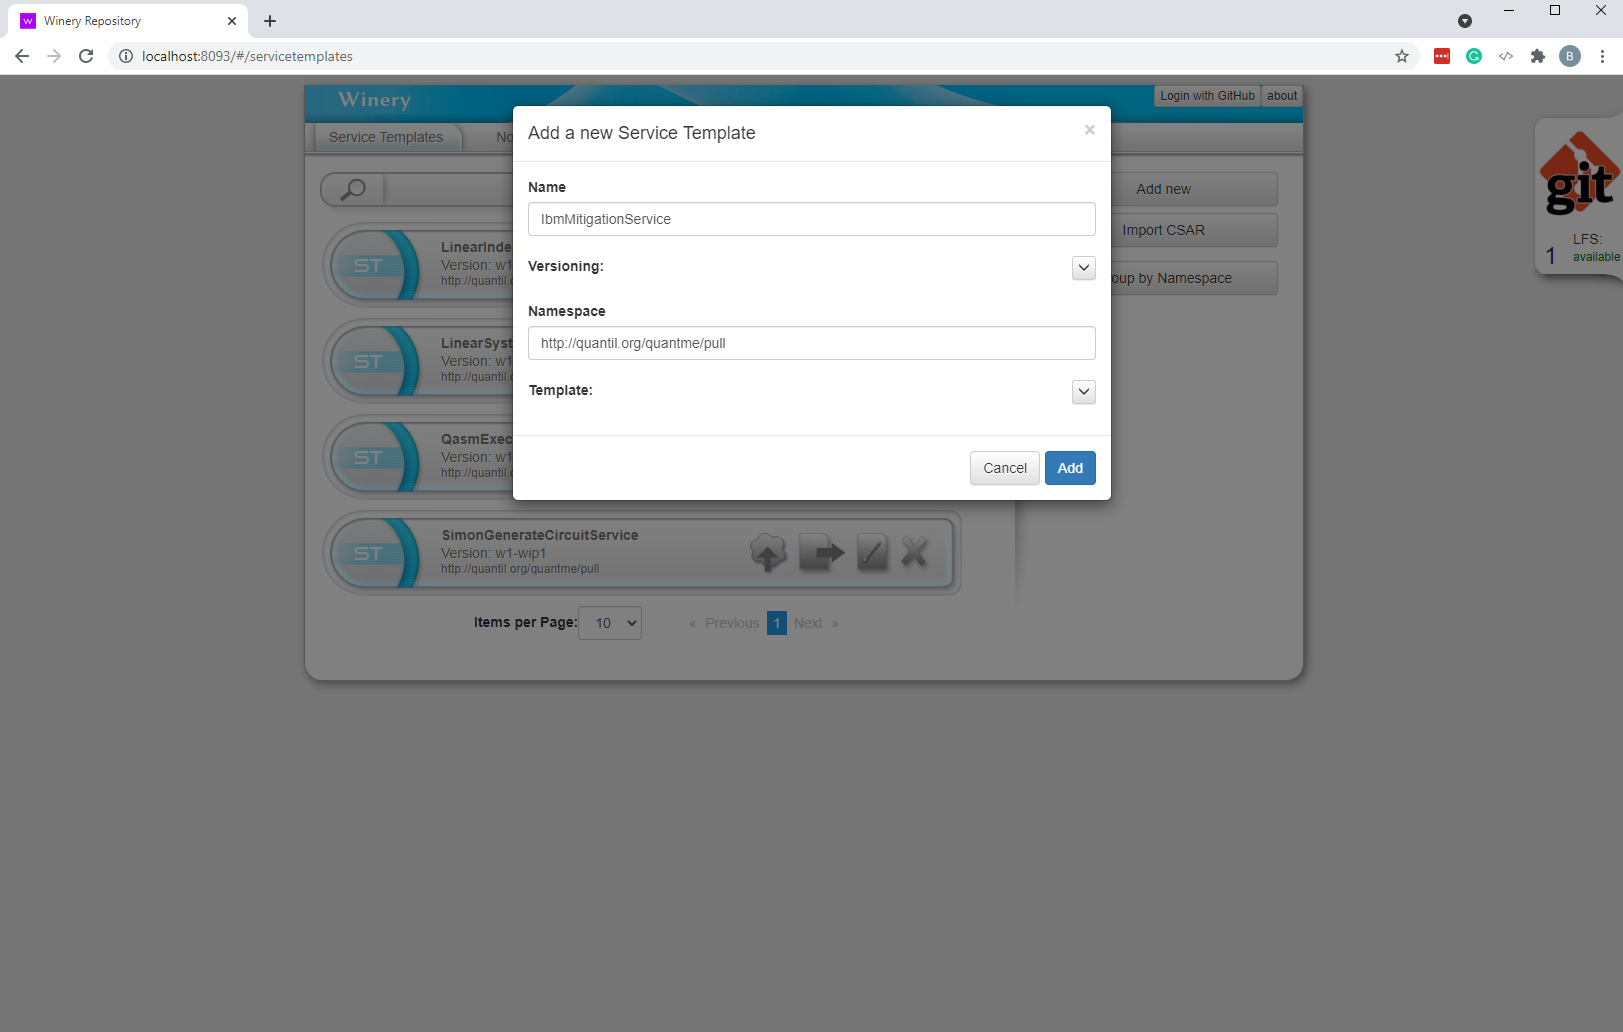 W Winery Repository
localhost:8093/#/servicetemplates
B
Winery
Login with GitHub about
Service Templates No
Add a new Service Template ×
Name
IbmMitigationService
Versioning:
Namespace
http://quantil.org/quantme/pull
Template:
Cancel Add
Add new
Import CSAR
oup by Namespace
git
LFS:
1 available
ST
LinearInde
Version: w1
http://quantil.o
ST
LinearSyst
Version: w1
http://quantil.o
ST
QasmExec
Version: w1
http://quantil.o
ST
SimonGenerateCircuitService
Version: w1-wip1
http://quantil.org/quantme/pull
Items per Page: 10 « Previous 1 Next »